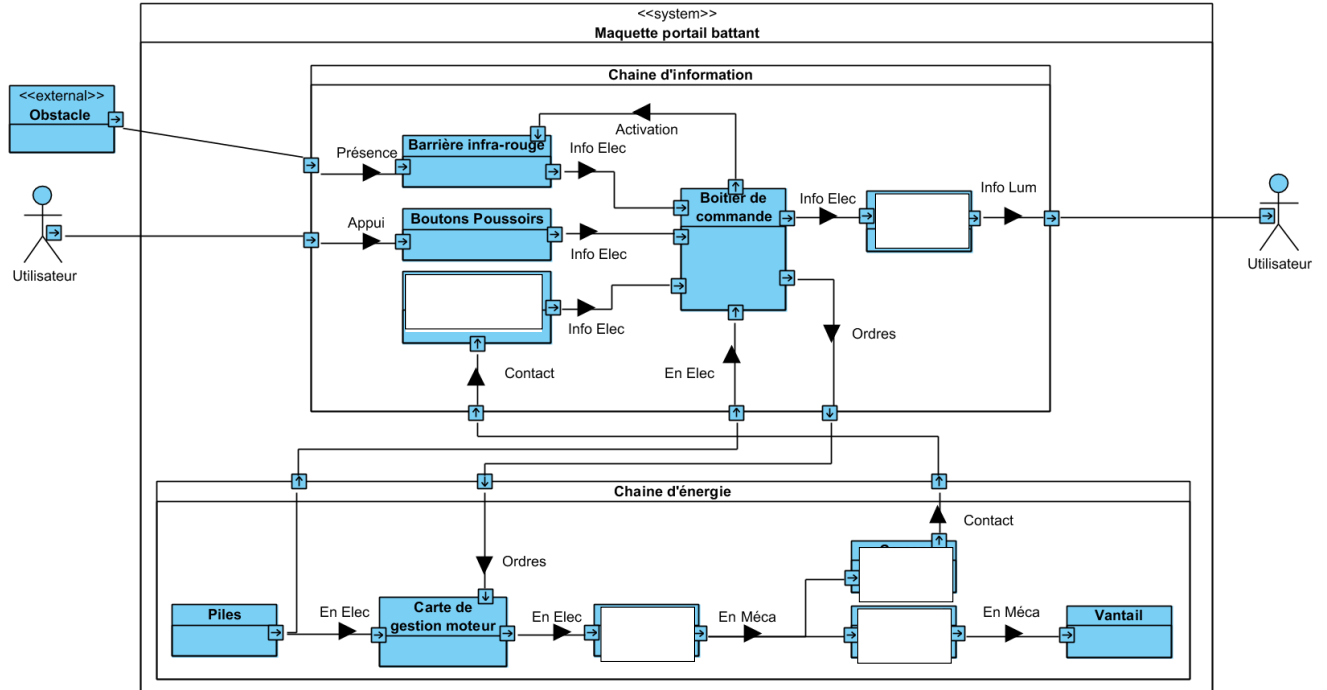 <<system>>
Maquette portail battant
Chaine d'information
<<external>>
Obstacle
Activation
Présence
Barrière infra-rouge
Info Elec
Boitier de
commande
Info Elec
Info Lum
Appui
Boutons Poussoirs
Info Elec
Utilisateur
Utilisateur
Info Elec
Ordres
Contact
En Elec
Chaine d'énergie
Contact
Ordres
Piles
En Elec
Carte de
gestion moteur
En Elec
En Méca
En Méca
Vantail